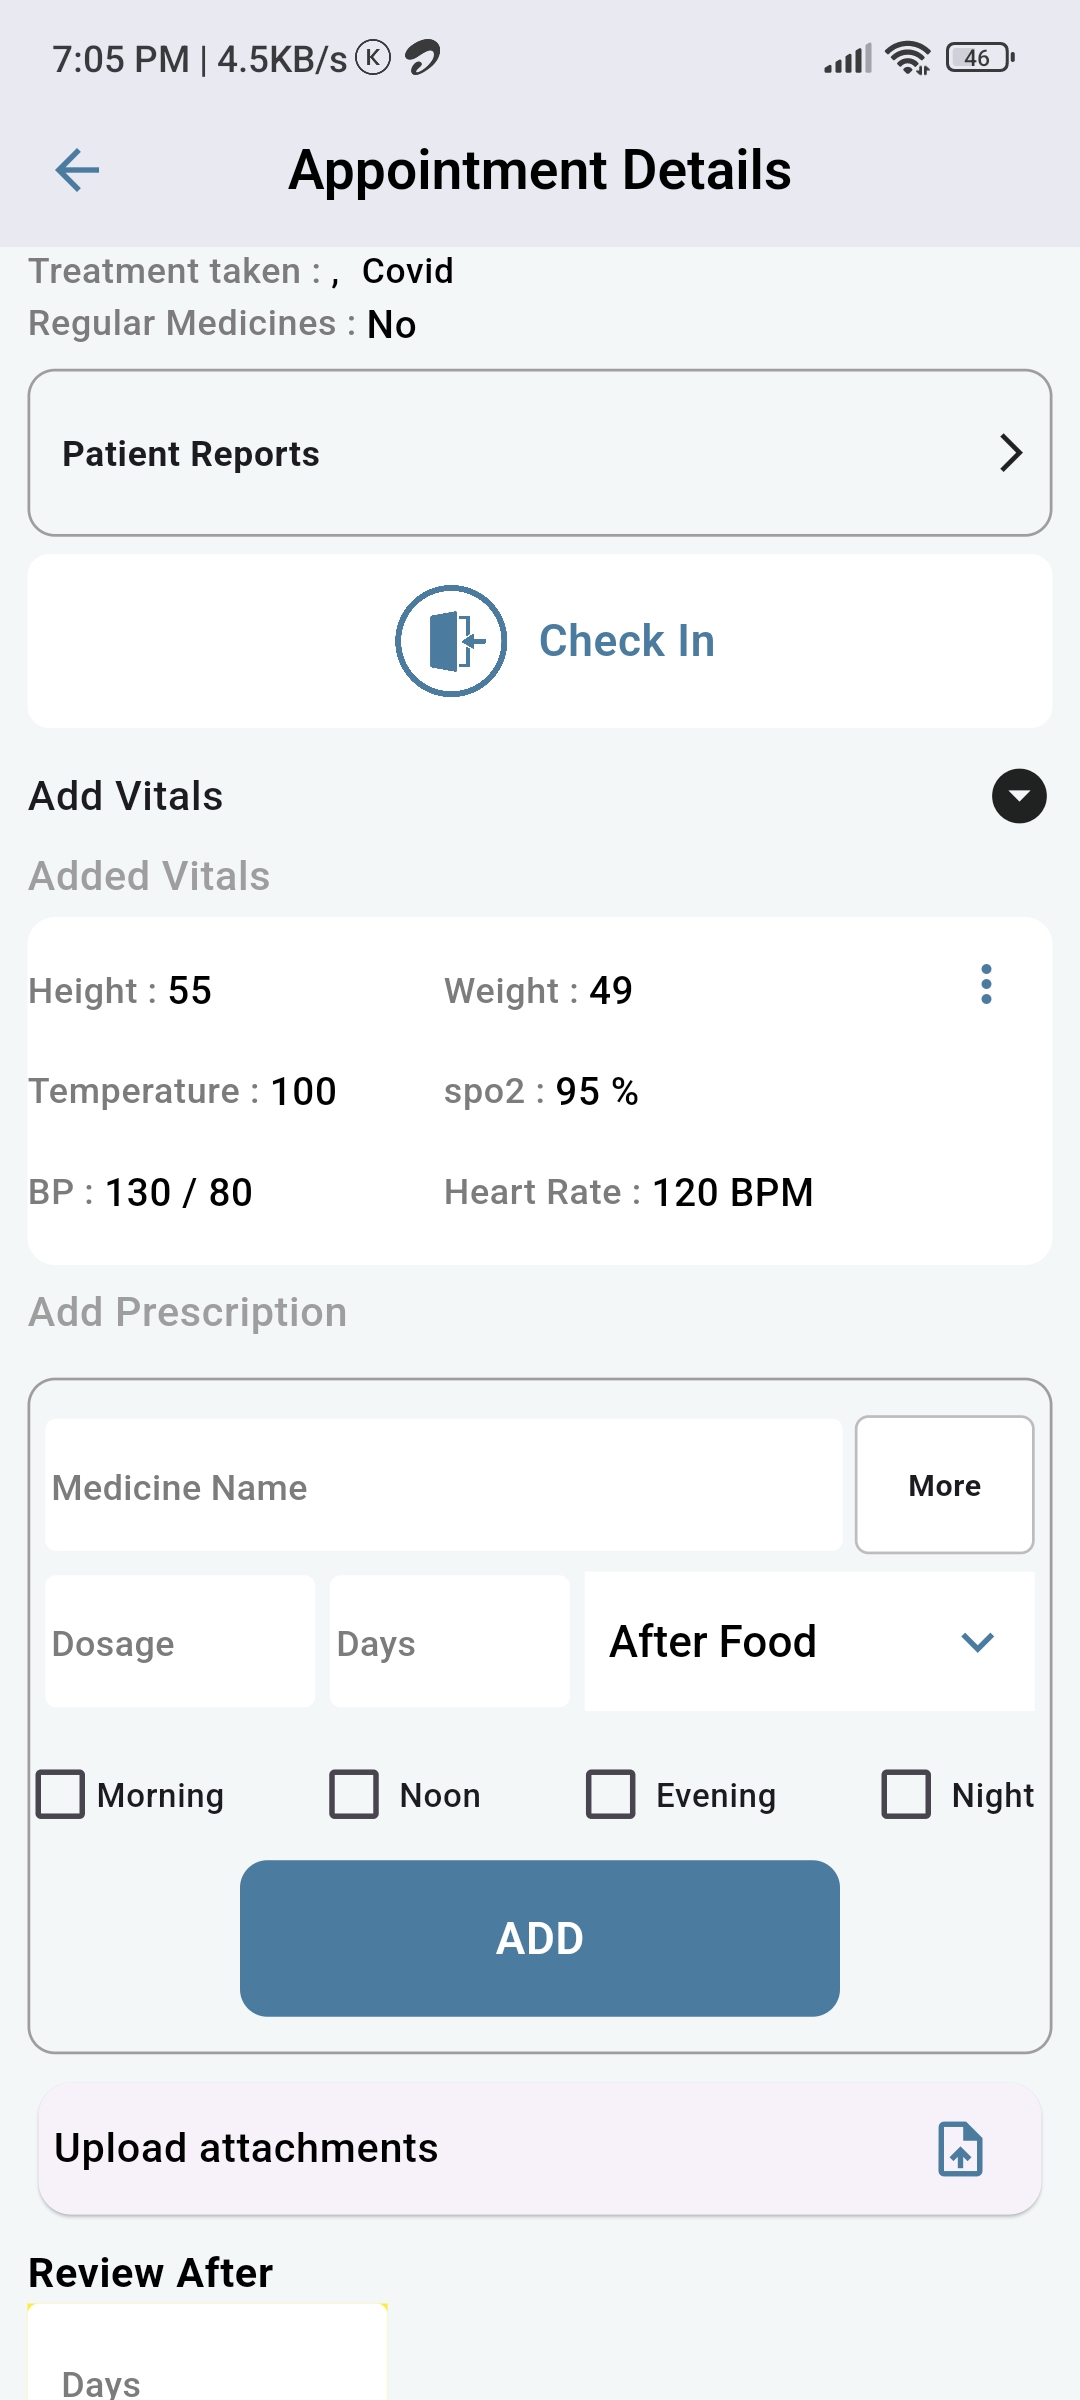 7:05 PM | 4.5KB/s K 46
Appointment Details
Treatment taken : , Covid
Regular Medicines : No
Patient Reports
Check In
Add Vitals
Added Vitals
Height : 55 Weight : 49
Temperature : 100 spo2 : 95 %
BP : 130 / 80 Heart Rate : 120 BPM
Add Prescription
Medicine Name More
Dosage Days After Food
Morning Noon Evening Night
ADD
Upload attachments
Review After
Days